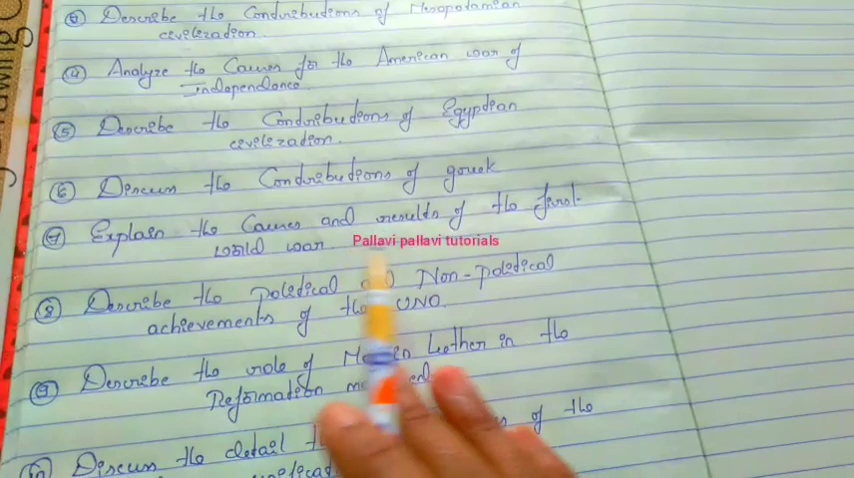 ③ Describe the Contributions of Mesopotamian
civilization.
④ Analyze the Causes for the American war of
Independence.
⑤ Describe the Contributions of Egyptian
civilization.
⑥ Discuss the Contributions of
⑦ Explain the Causes and results of the first
world war
Pallavi pallavi tutorials
⑧ Describe the political and Non-political
achievements of the UNO.
⑨ Describe the role of Luther in the
Reformation
⑩ Discuss the detail of the